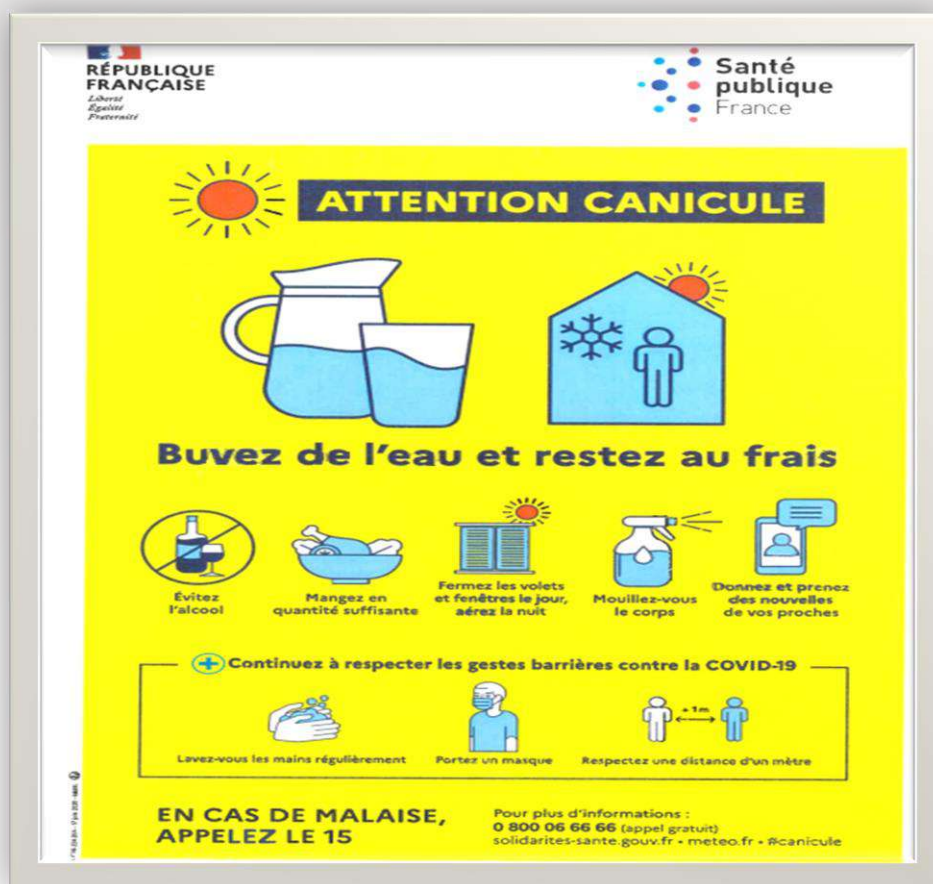 RÉPUBLIQUE
FRANÇAISE
Liberté
Égalité
Fraternité
Santé
publique
France
ATTENTION CANICULE
Buvez de l'eau et restez au frais
Évitez
l'alcool
Mangez en
quantité suffisante
Fermez les volets
et fenêtres le jour,
aérez la nuit
Mouillez-vous
le corps
Donnez et prenez
des nouvelles
de vos proches
+ Continuez à respecter les gestes barrières contre la COVID-19
Lavez-vous les mains régulièrement
Portez un masque
+ 1m
Respectez une distance d'un mètre
EN CAS DE MALAISE,
APPELEZ LE 15
Pour plus d'informations :
0 800 06 66 66 (appel gratuit)
solidarites-sante.gouv.fr • meteo.fr • #canicule